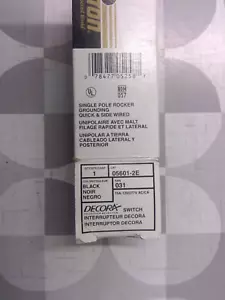 SINGLE POLE ROCKER
GROUNDING
QUICK & SIDE WIRED
UNIPOLAIRE AVEC MALT
FILAGE RAPIDE ET LATERAL
UNIPOLAR A TIERRA
CABLEADO LATERAL Y
POSTERIOR
1
05601-2E
BLACK
NOIR
NEGRO
031
DECORA SWITCH
INTERRUPTEUR DECORA
INTERRUPTOR DECORA